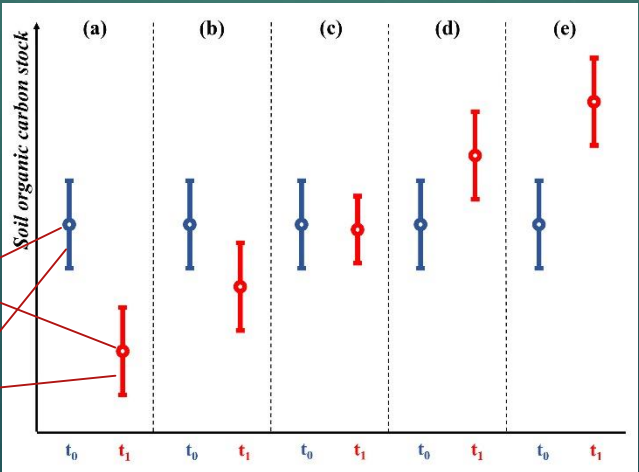 (a) (b) (c) (d) (e)
Soil organic carbon stock
t₀ t₁ t₀ t₁ t₀ t₁ t₀ t₁ t₀ t₁